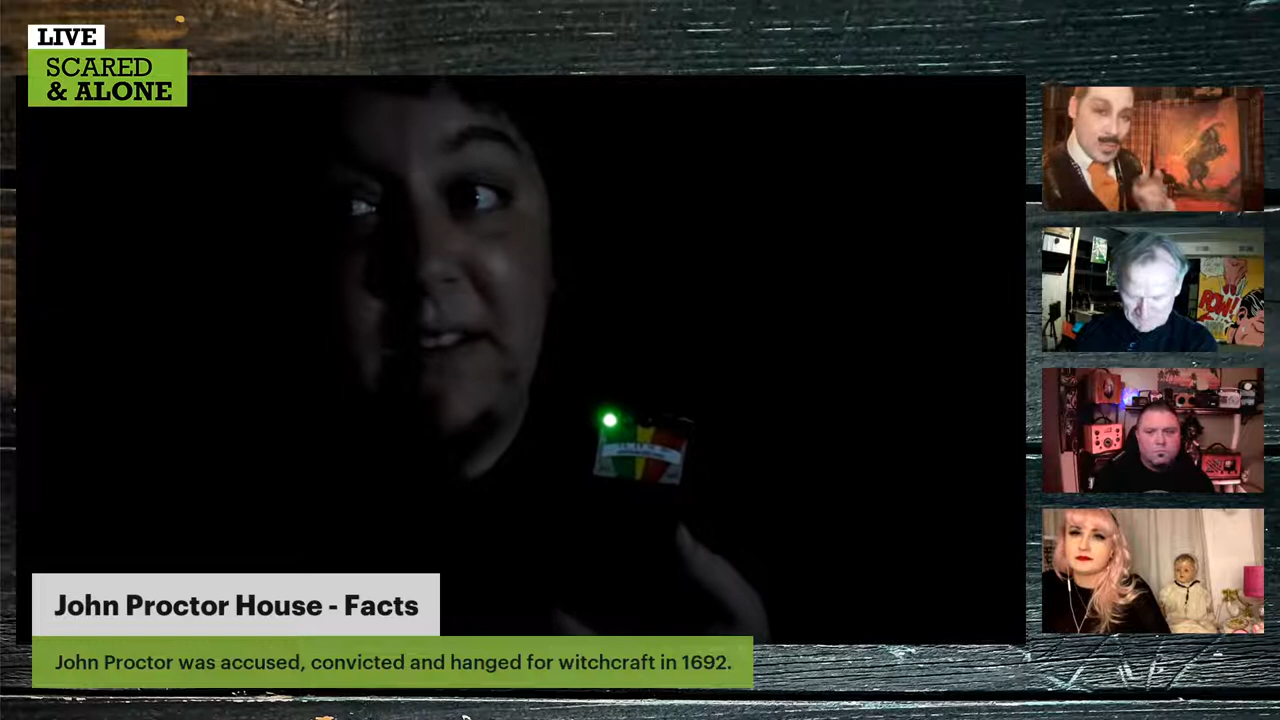 LIVE
SCARED
& ALONE
POW!
John Proctor House - Facts
John Proctor was accused, convicted and hanged for witchcraft in 1692.